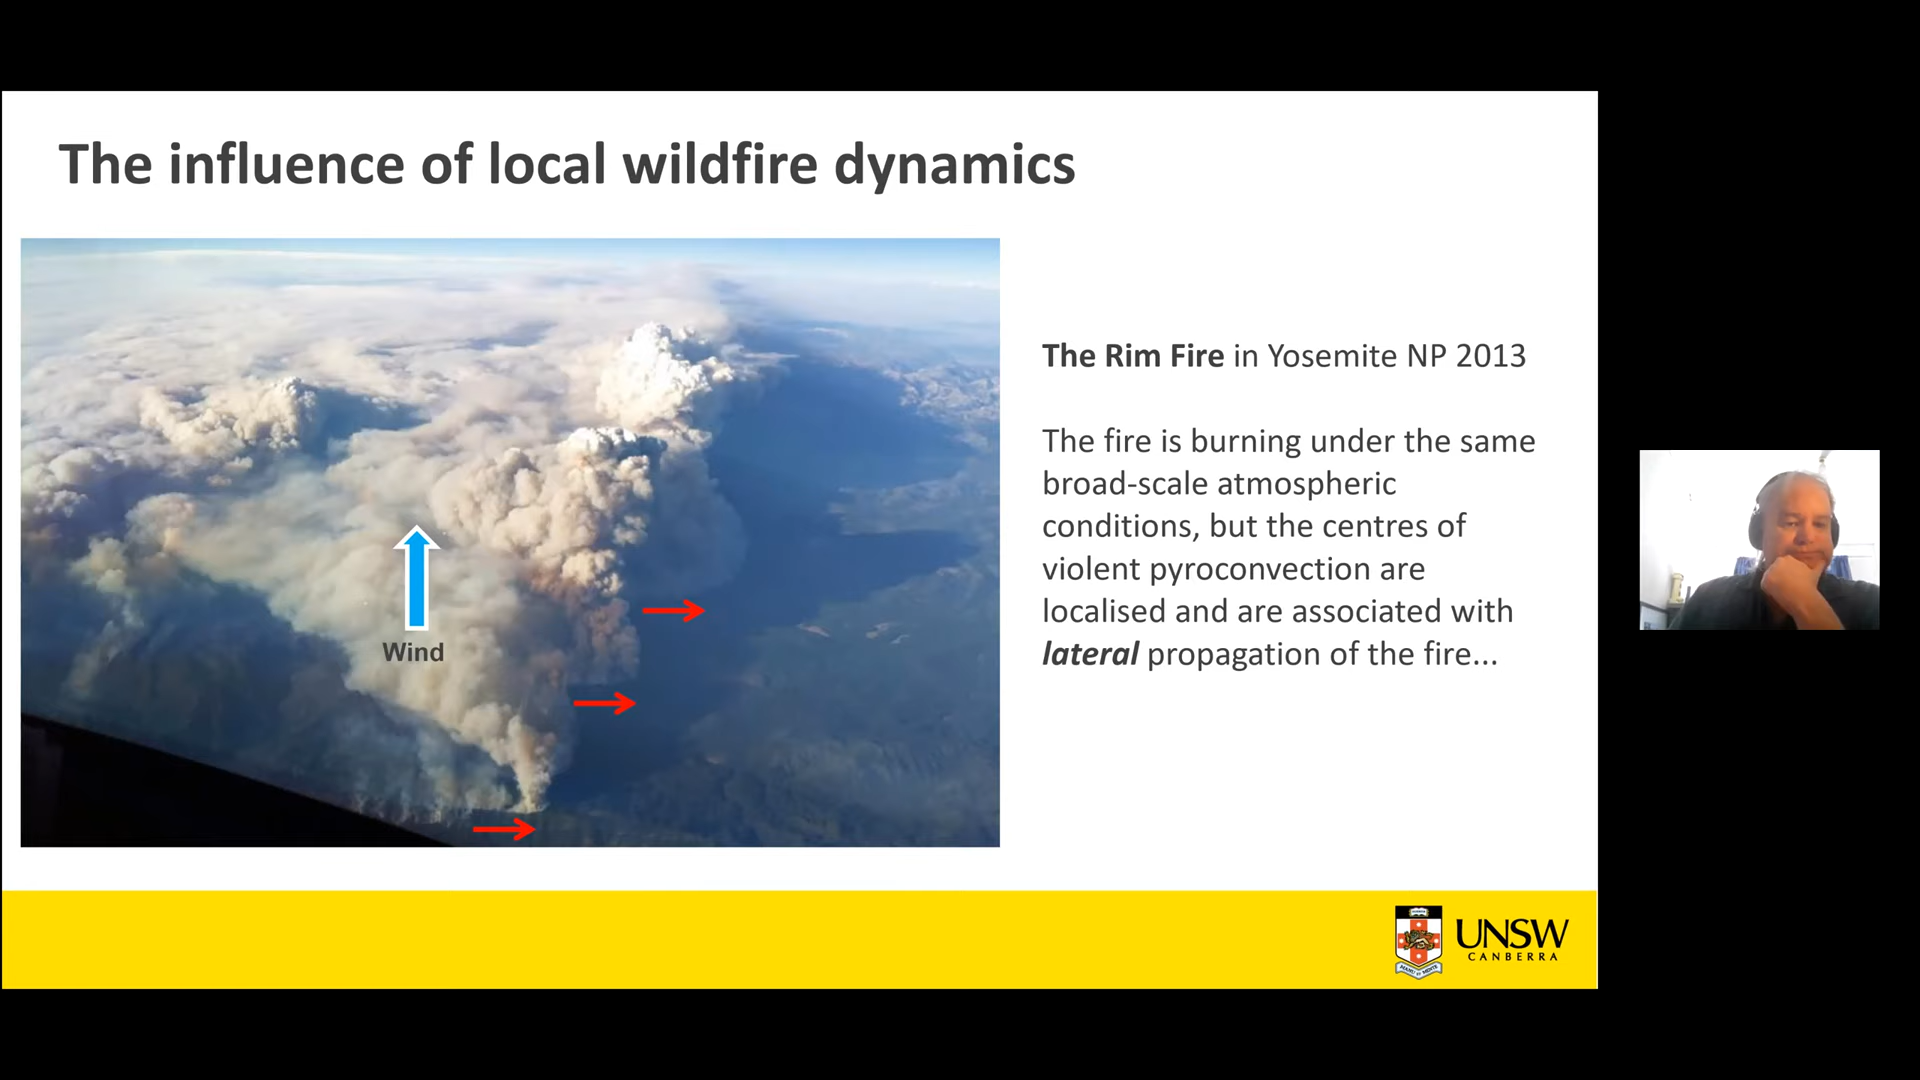 The influence of local wildfire dynamics
Wind
The Rim Fire in Yosemite NP 2013
The fire is burning under the same
broad-scale atmospheric
conditions, but the centres of
violent pyroconvection are
localised and are associated with
lateral propagation of the fire...
UNSW
CANBERRA